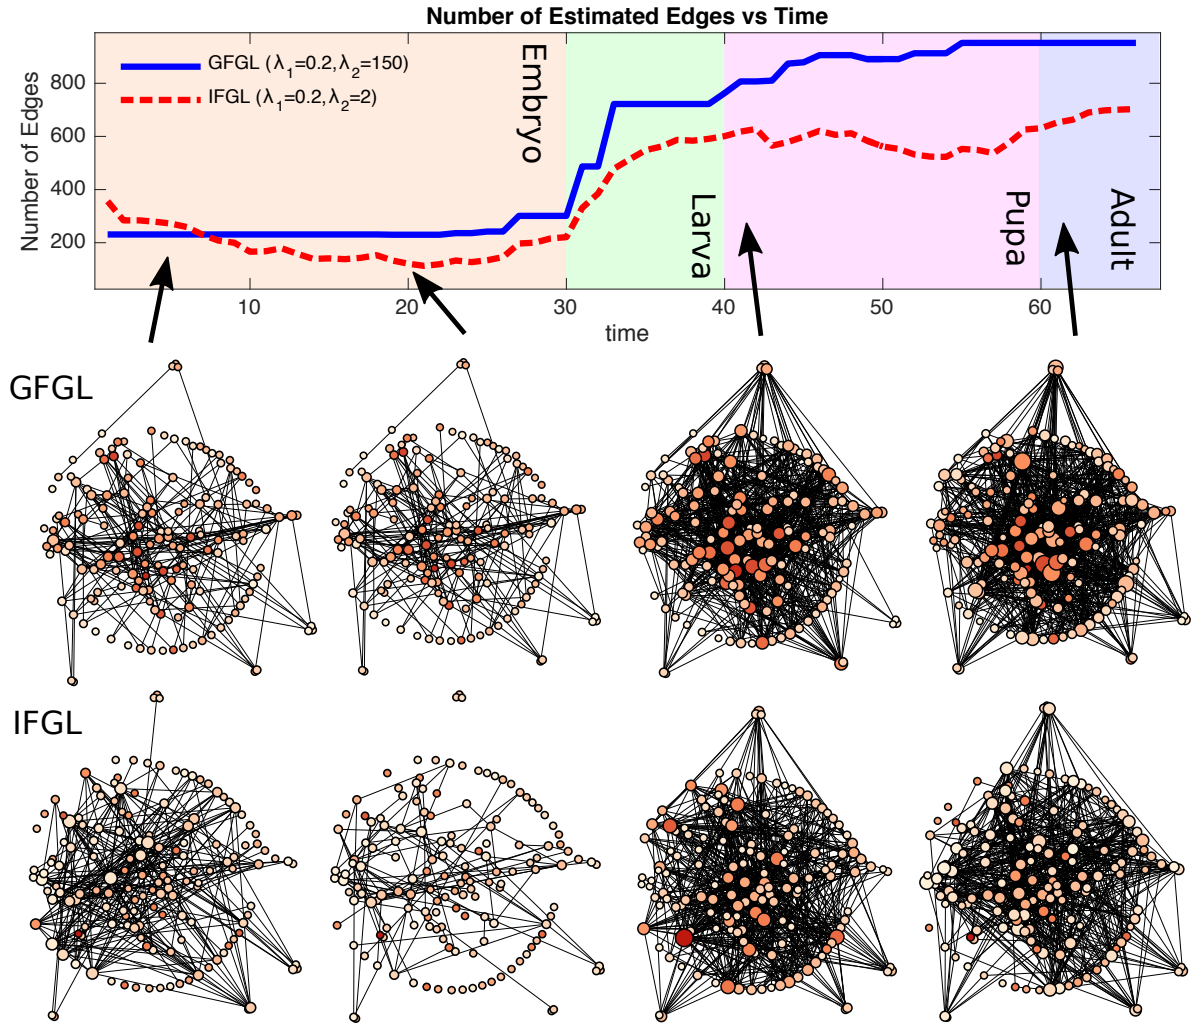 Number of Estimated Edges vs Time
GFGL (λ1=0.2,λ2=150)
IFGL (λ1=0.2,λ2=2)
Number of Edges
800
600
400
200
Embryo
Larva
Pupa
Adult
10
20
30
40
50
60
time
GFGL
IFGL